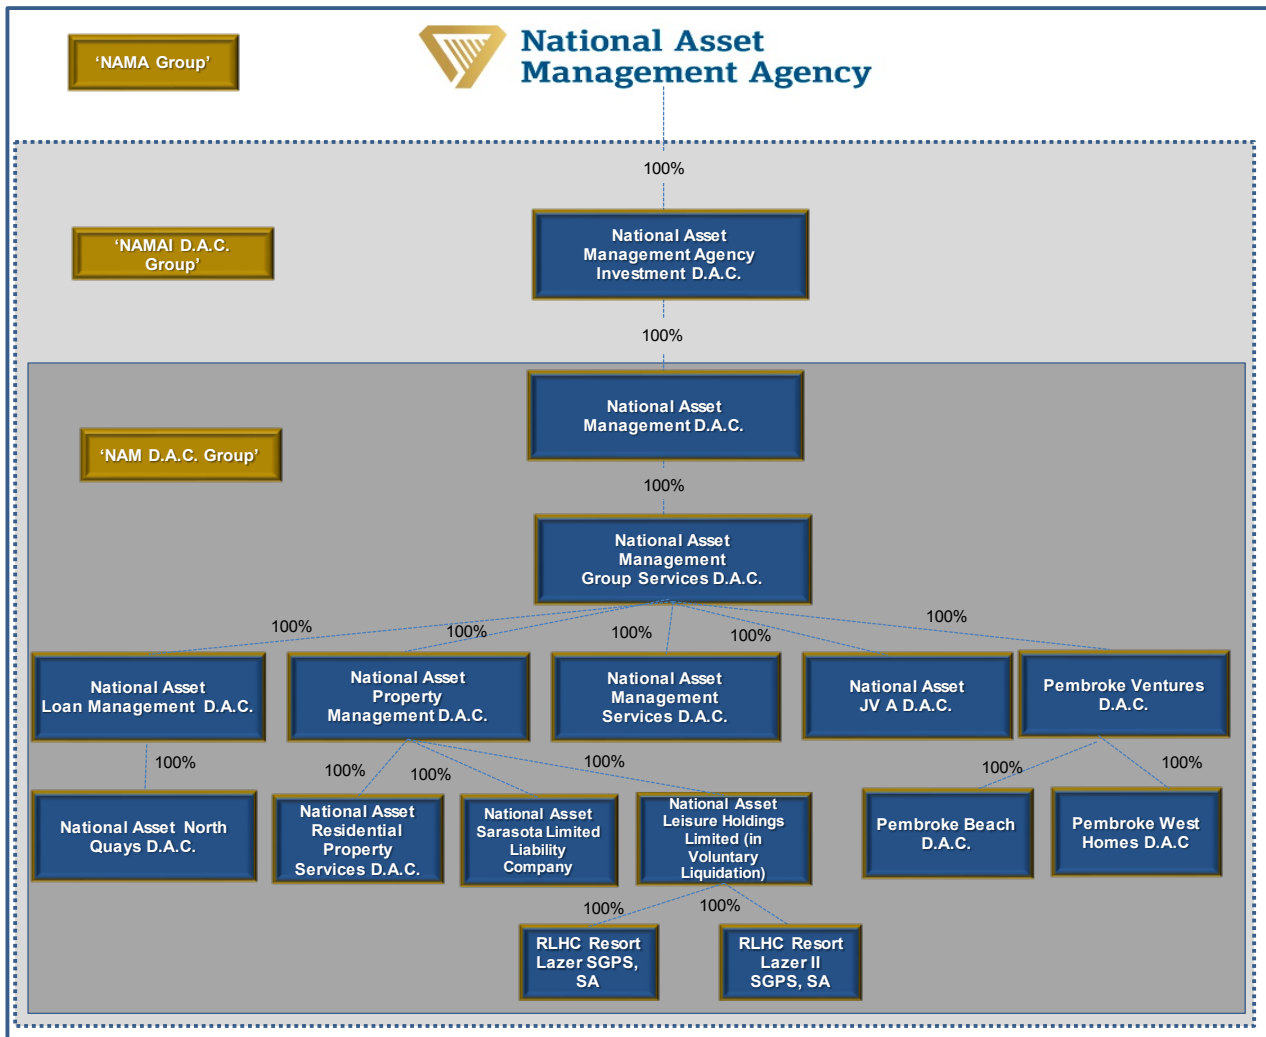 ‘NAMA Group’
National Asset
Management Agency
100%
‘NAMAI D.A.C.
Group’
National Asset
Management Agency
Investment D.A.C.
100%
National Asset
Management D.A.C.
‘NAM D.A.C. Group’
100%
National Asset
Management
Group Services D.A.C.
100%
100%
100%
100%
100%
National Asset
Loan Management D.A.C.
National Asset
Property
Management D.A.C.
National Asset
Management
Services D.A.C.
National Asset
JV A D.A.C.
Pembroke Ventures
D.A.C.
100%
100%
100%
100%
100%
100%
National Asset North
Quays D.A.C.
National Asset
Residential
Property
Services D.A.C.
National Asset
Sarasota Limited
Liability
Company
National Asset
Leisure Holdings
Limited (in
Voluntary
Liquidation)
Pembroke Beach
D.A.C.
Pembroke West
Homes D.A.C
100%
100%
RLHC Resort
Lazer SGPS,
SA
RLHC Resort
Lazer II
SGPS, SA